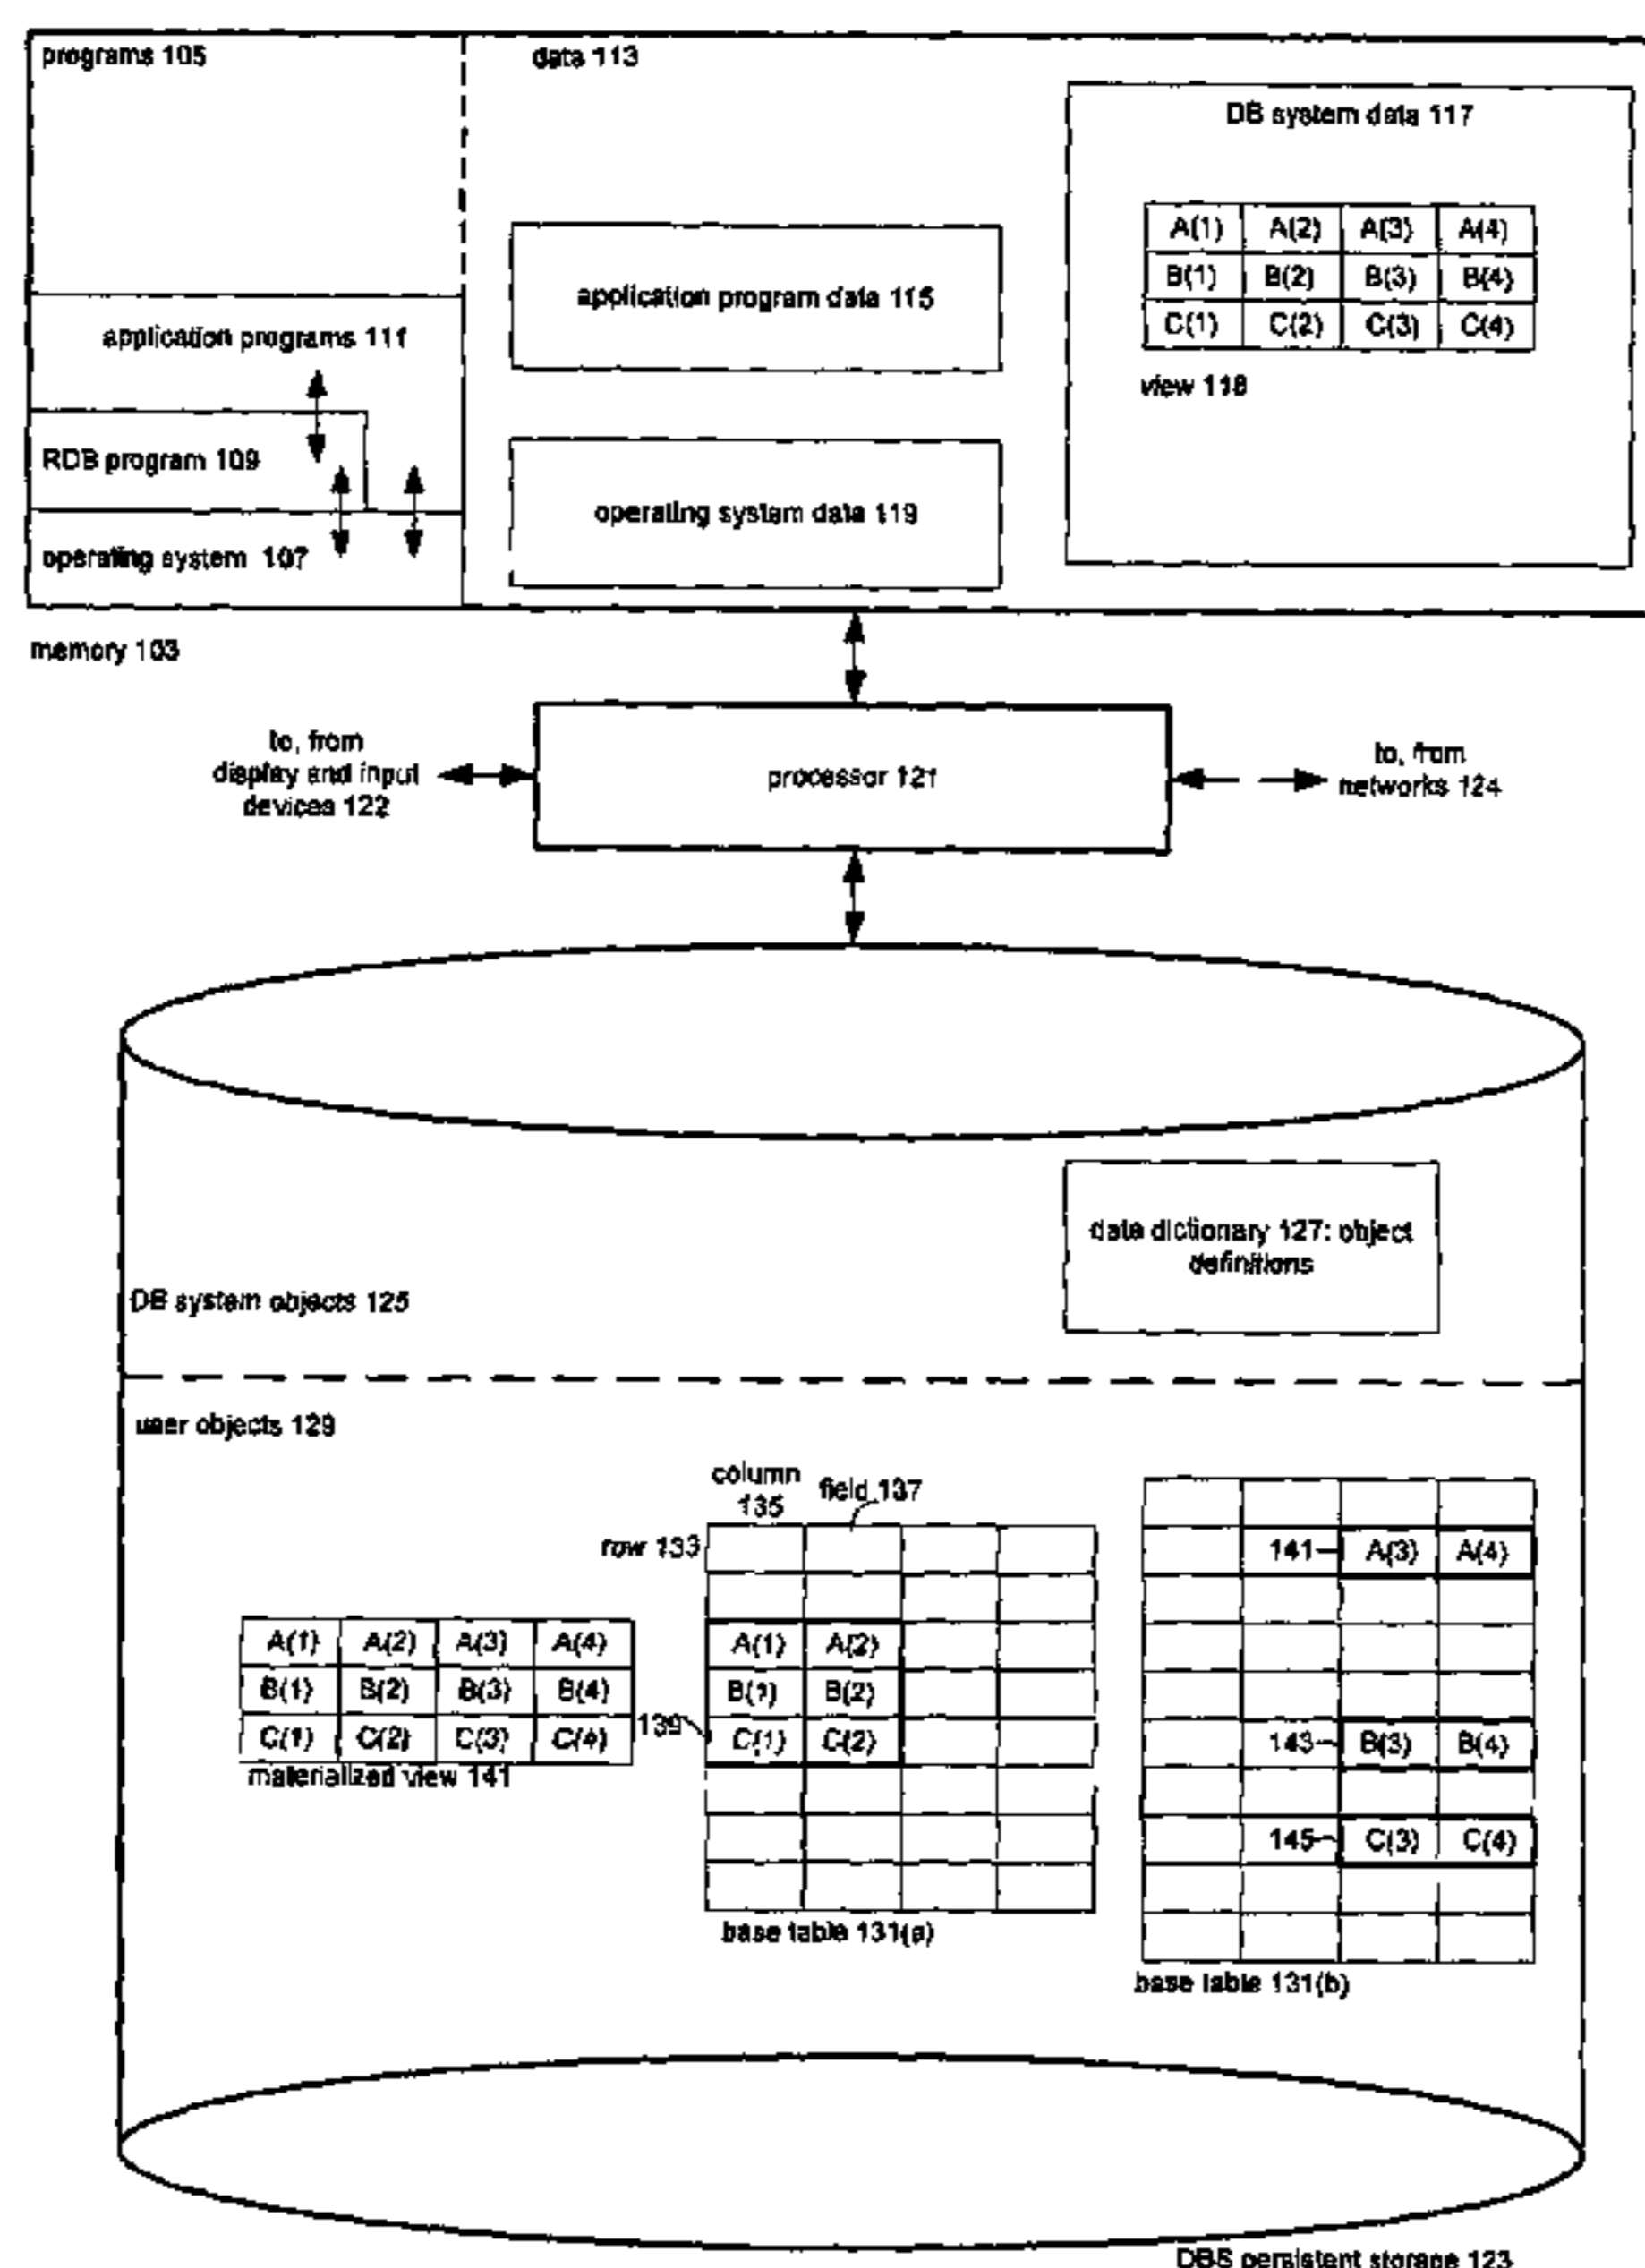 programs 105
data 113
DB system data 117
A(1) A(2) A(3) A(4)
B(1) B(2) B(3) B(4)
C(1) C(2) C(3) C(4)
view 118
application program data 115
application programs 111
RDB program 109
operating system data 119
operating system 107
memory 103
to, from
display and input
devices 122
processor 121
to, from
networks 124
data dictionary 127: object
definitions
DB system objects 125
user objects 129
column
135
field 137
row 133
141 A(3) A(4)
A(1) A(2) A(3) A(4)
B(1) B(2) B(3) B(4)
C(1) C(2) C(3) C(4)
materialized view 141
A(1) A(2)
B(1) B(2)
139 C(1) C(2)
143 B(3) B(4)
145 C(3) C(4)
base table 131(a)
base table 131(b)
DBS persistent storage 123